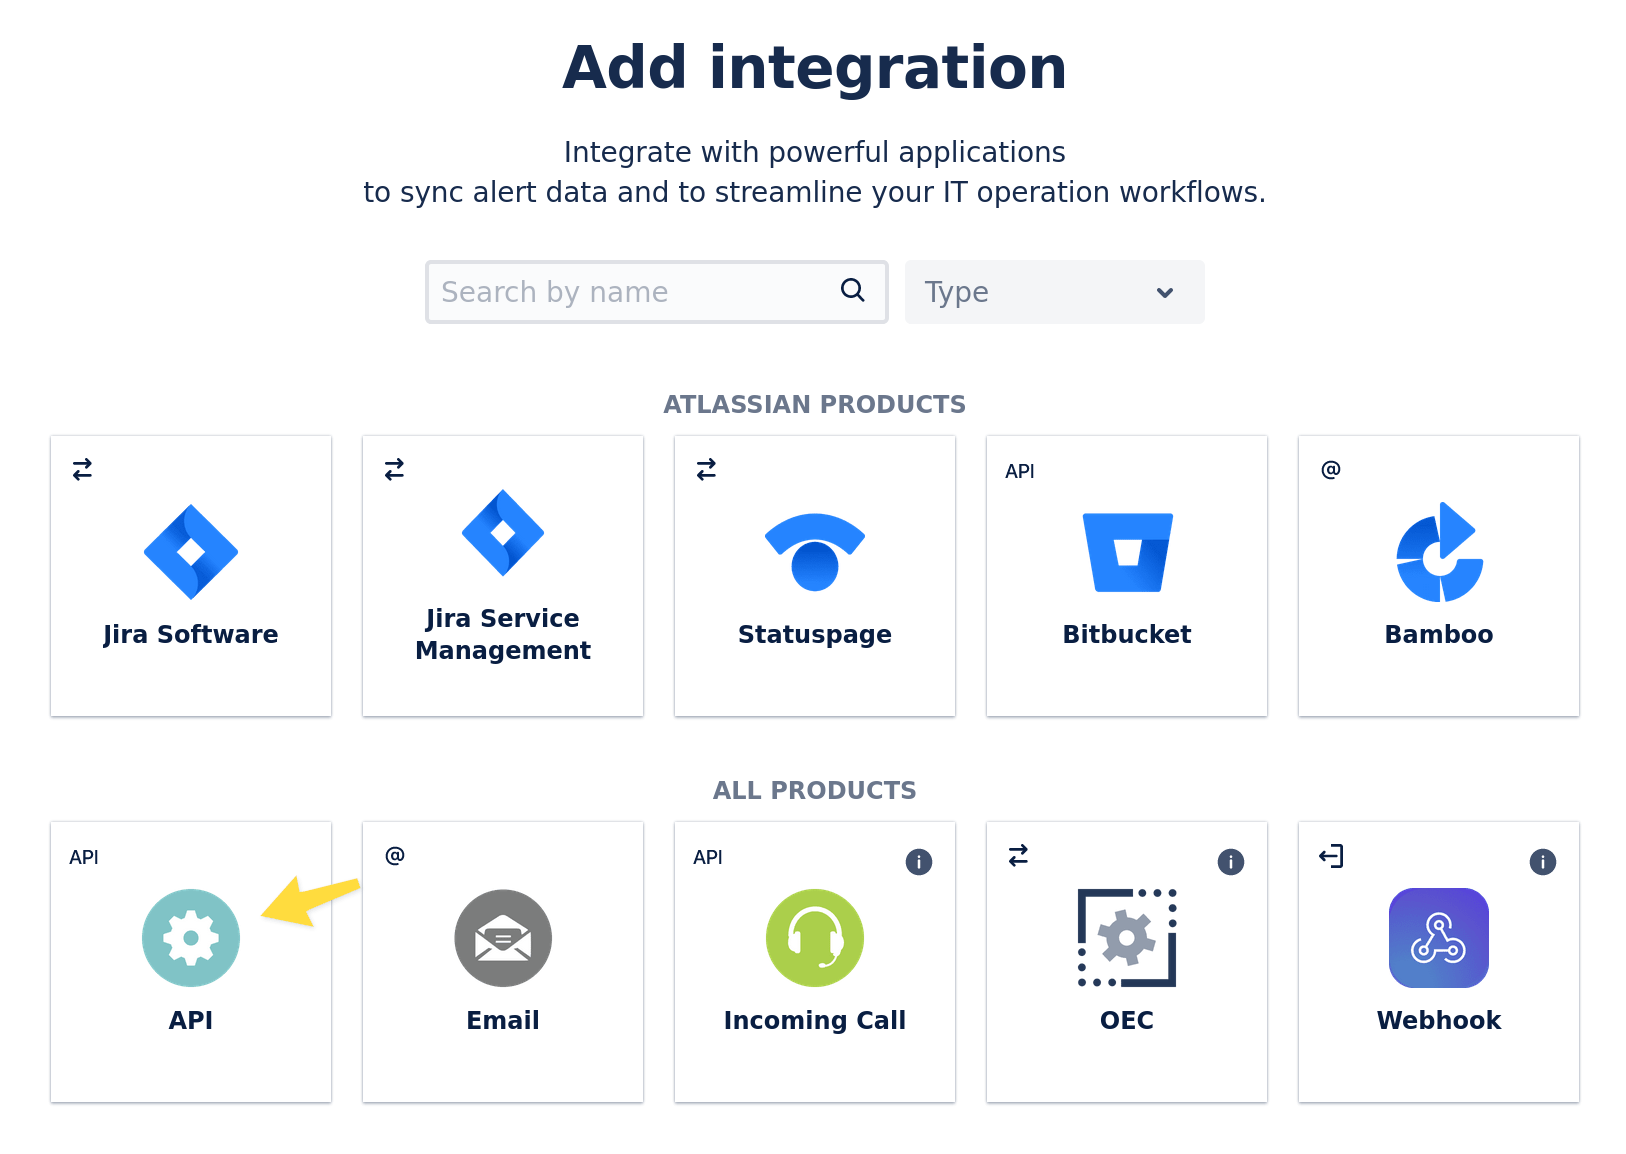 Add integration
Integrate with powerful applications
to sync alert data and to streamline your IT operation workflows.
Search by name
Type
ATLASSIAN PRODUCTS
Jira Software
Jira Service
Management
Statuspage
API
Bitbucket
@
Bamboo
ALL PRODUCTS
API
API
@
Email
API
i
Incoming Call
i
OEC
i
Webhook